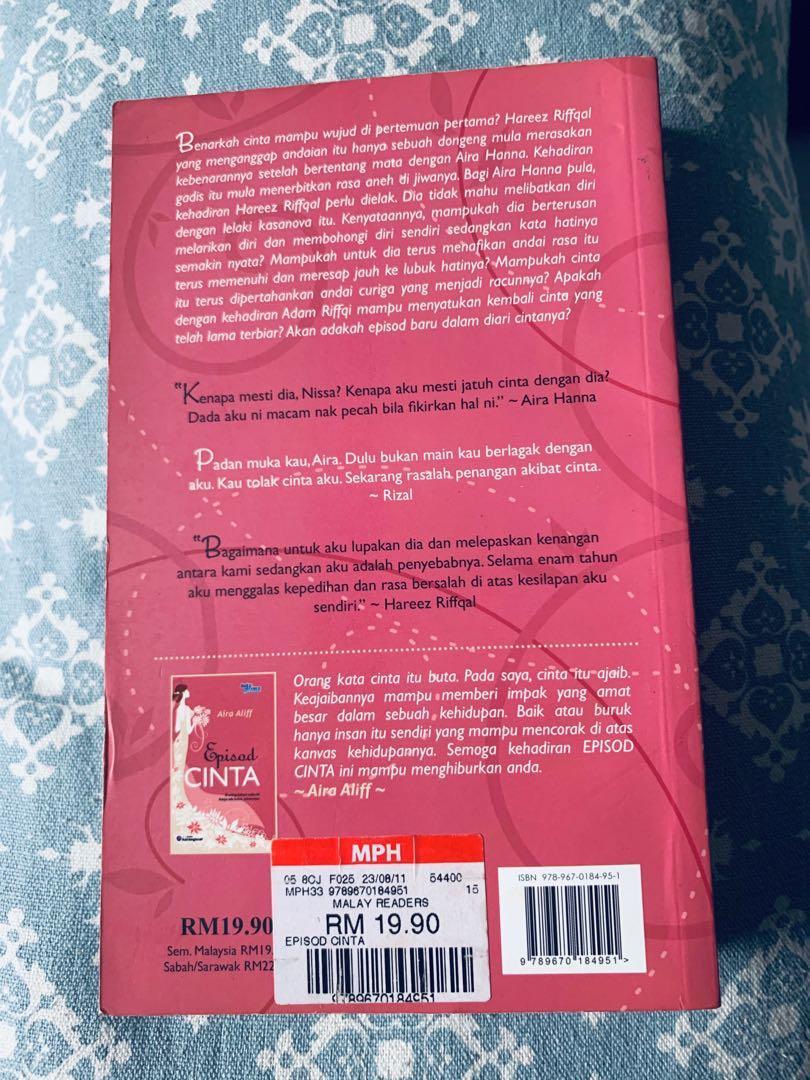 Benarkah cinta mampu wujud di pertemuan pertama? Hareez Riffqal
yang menganggap andaian itu hanya sebuah dongeng mula merasakan
kebenarannya setelah bertentang mata dengan Aira Hanna. Kehadiran
gadis itu mula menerbitkan rasa aneh di jiwanya. Bagi Aira Hanna pula,
kehadiran Hareez Riffqal perlu dielak. Dia tidak mahu melibatkan diri
dengan lelaki kasanova itu. Kenyataannya, mampukah dia berterusan
melarikan diri dan membohongi diri sendiri sedangkan kata hatinya
semakin nyata? Mampukah untuk dia terus menafikan andai rasa itu
terus memenuhi dan meresap jauh ke lubuk hatinya? Mampukah cinta
itu terus dipertahankan andai curiga yang menjadi racunnya? Apakah
dengan kehadiran Adam Riffqi mampu menyatukan kembali cinta yang
telah lama terbiar? Akan adakah episod baru dalam diari cintanya?
"Kenapa mesti dia, Nissa? Kenapa aku mesti jatuh cinta dengan dia?
Dada aku ni macam nak pecah bila fikirkan hal ni." ~ Aira Hanna
Padan muka kau, Aira. Dulu bukan main kau berlagak dengan
aku. Kau tolak cinta aku. Sekarang rasalah penangan akibat cinta.
~ Rizal
"Bagaimana untuk aku lupakan dia dan melepaskan kenangan
antara kami sedangkan aku adalah penyebabnya. Selama enam tahun
aku menggalas kepedihan dan rasa bersalah di atas kesilapan aku
sendiri." ~ Hareez Riffqal
Orang kata cinta itu buta. Pada saya, cinta itu ajaib.
Keajaibannya mampu memberi impak yang amat
besar dalam sebuah kehidupan. Baik atau buruk
hanya insan itu sendiri yang mampu mencorak di atas
kanvas kehidupannya. Semoga kehadiran EPISOD
CINTA ini mampu menghiburkan anda.
~ Aira Aliff ~
Aira Aliff
Episod
CINTA
MPH
05 8CJ F025 23/08/11 54400
MPH33 9789670184951 15
MALAY READERS
RM 19.90
EPISOD CINTA
9789670184951
RM19.90
Sem. Malaysia RM19.
Sabah/Sarawak RM22
ISBN 978-967-0184-95-1
9 789670 184951 >